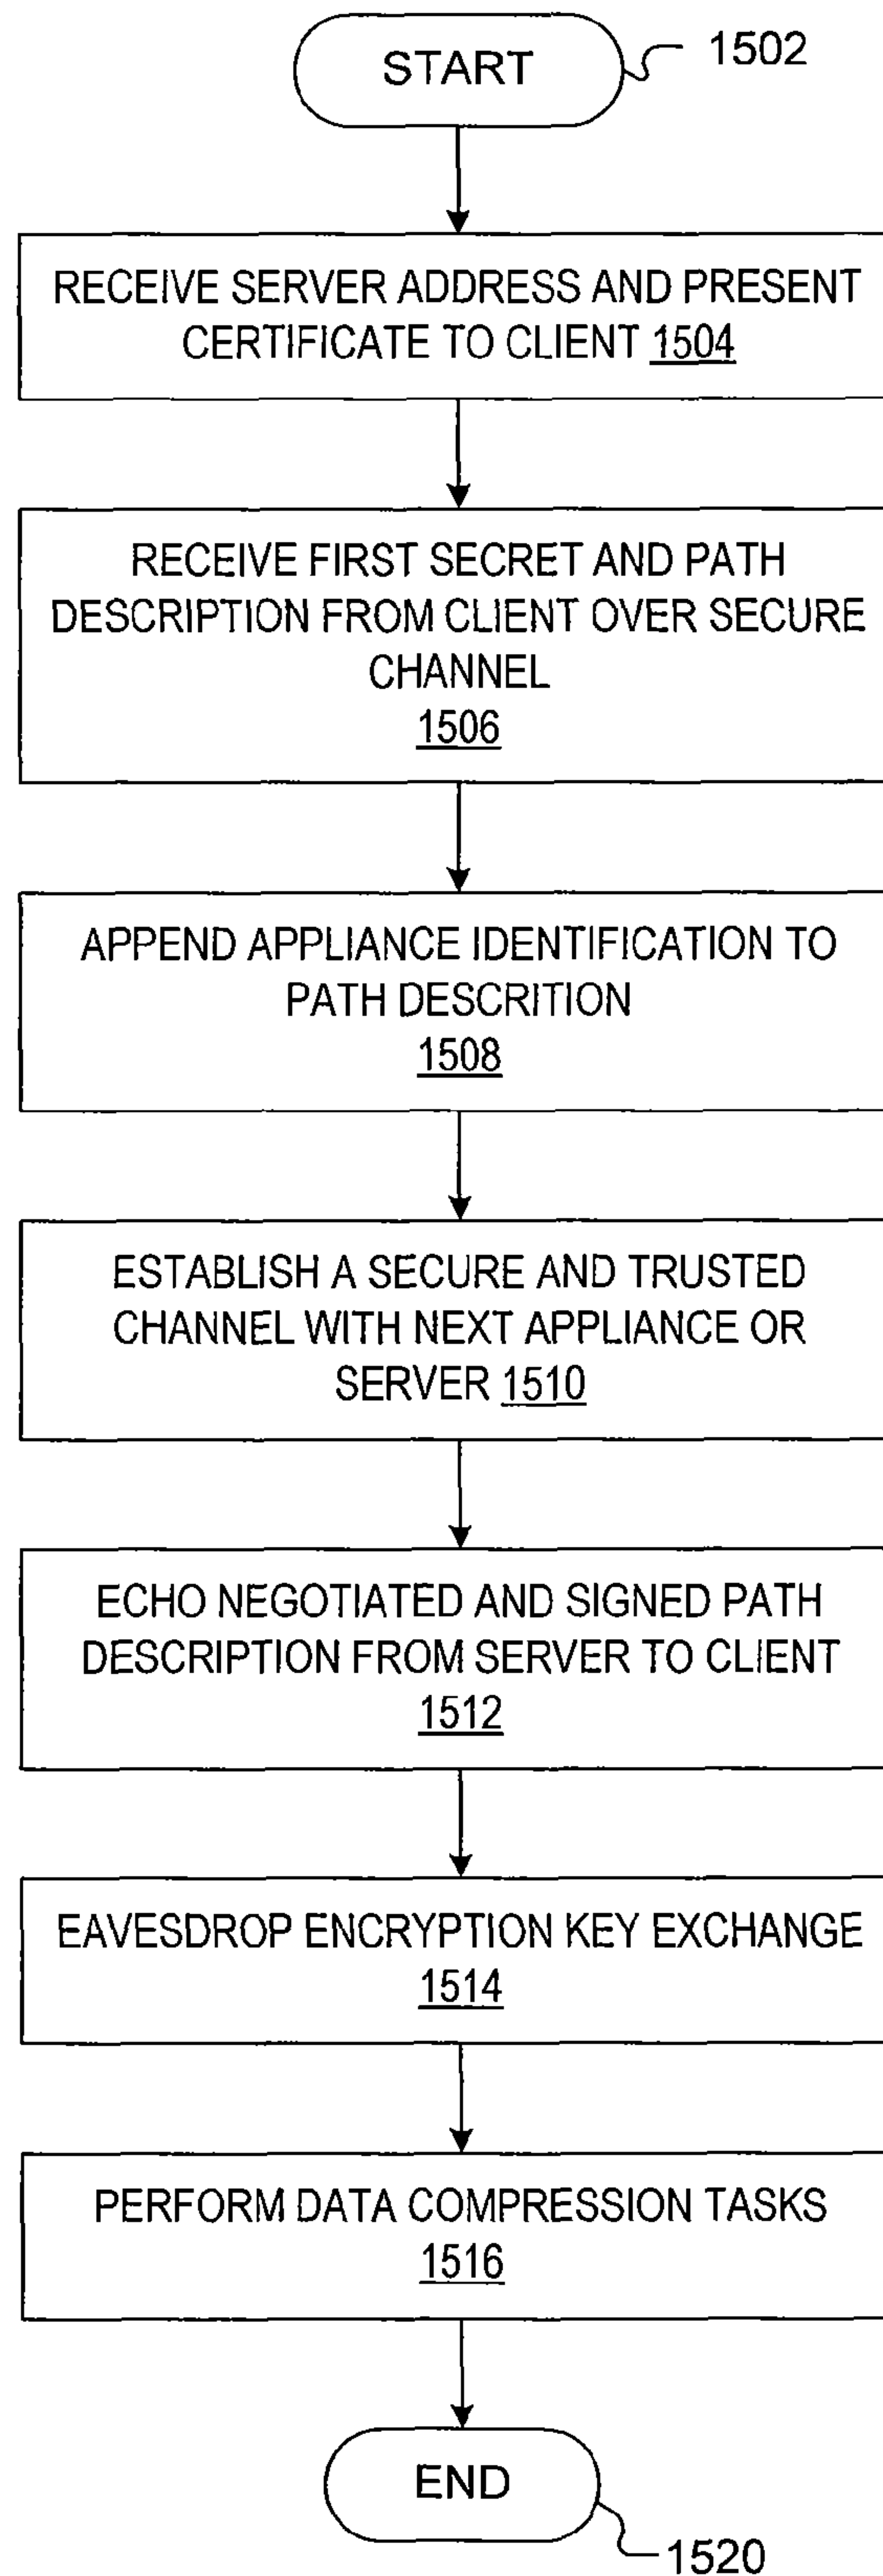 START
1502
RECEIVE SERVER ADDRESS AND PRESENT
CERTIFICATE TO CLIENT 1504
RECEIVE FIRST SECRET AND PATH
DESCRIPTION FROM CLIENT OVER SECURE
CHANNEL
1506
APPEND APPLIANCE IDENTIFICATION TO
PATH DESCRITION
1508
ESTABLISH A SECURE AND TRUSTED
CHANNEL WITH NEXT APPLIANCE OR
SERVER 1510
ECHO NEGOTIATED AND SIGNED PATH
DESCRIPTION FROM SERVER TO CLIENT
1512
EAVESDROP ENCRYPTION KEY EXCHANGE
1514
PERFORM DATA COMPRESSION TASKS
1516
END
1520